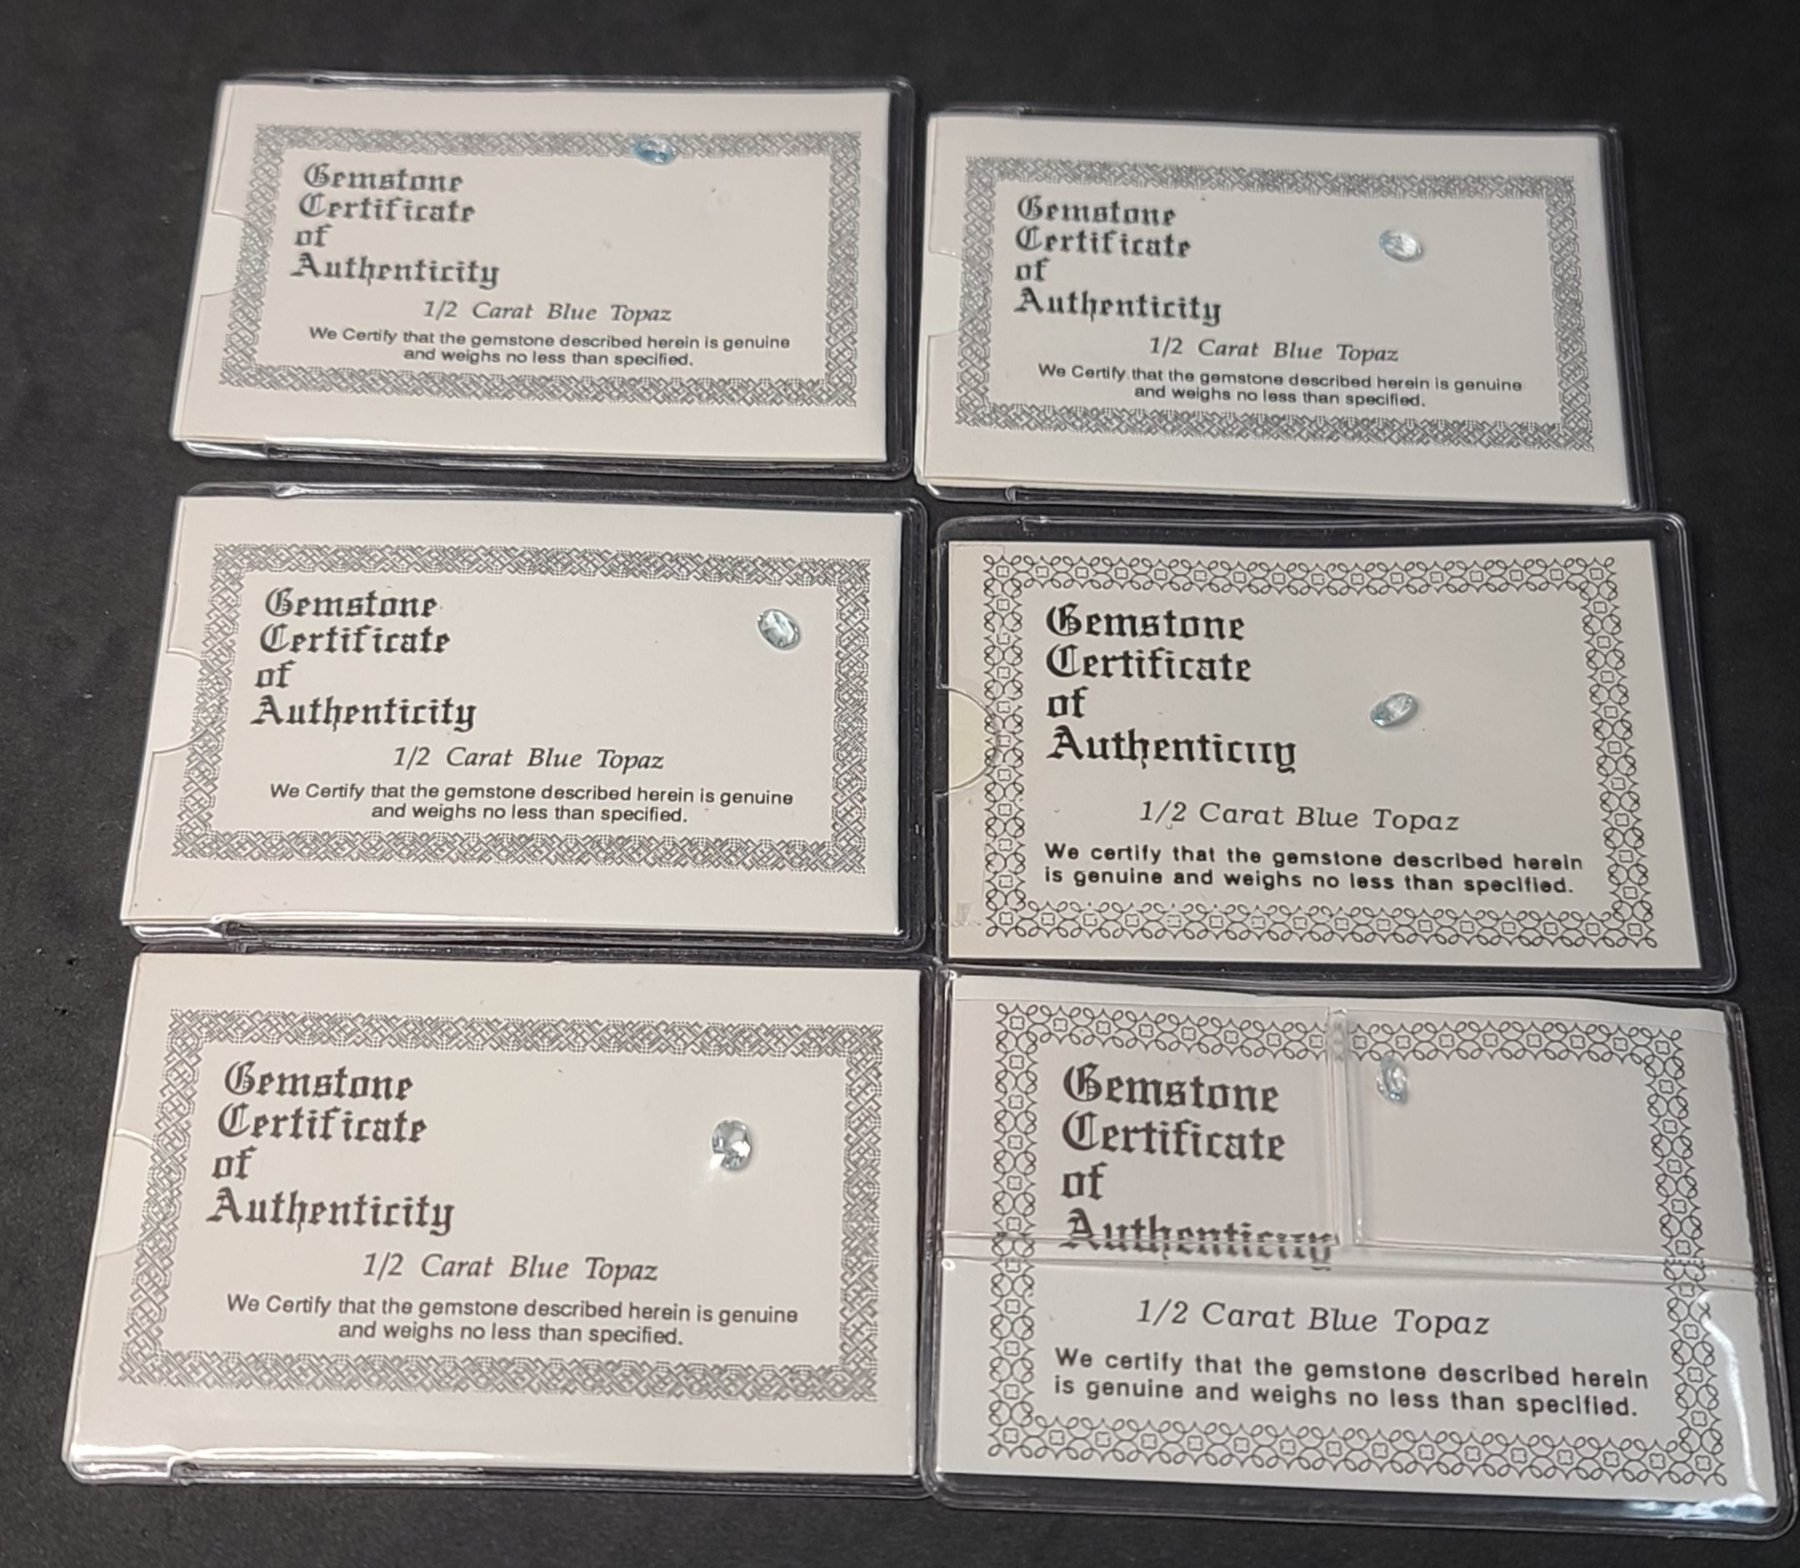 Gemstone
Certificate
of
Authenticity
1/2 Carat Blue Topaz
We Certify that the gemstone described herein is genuine
and weighs no less than specified.
Gemstone
Certificate
of
Authenticity
1/2 Carat Blue Topaz
We Certify that the gemstone described herein is genuine
and weighs no less than specified.
Gemstone
Certificate
of
Authenticity
1/2 Carat Blue Topaz
We Certify that the gemstone described herein is genuine
and weighs no less than specified.
Gemstone
Certificate
of
Authenticity
1/2 Carat Blue Topaz
We certify that the gemstone described herein
is genuine and weighs no less than specified.
Gemstone
Certificate
of
Authenticity
1/2 Carat Blue Topaz
We Certify that the gemstone described herein is genuine
and weighs no less than specified.
Gemstone
Certificate
of
Authenticity
1/2 Carat Blue Topaz
We certify that the gemstone described herein
is genuine and weighs no less than specified.